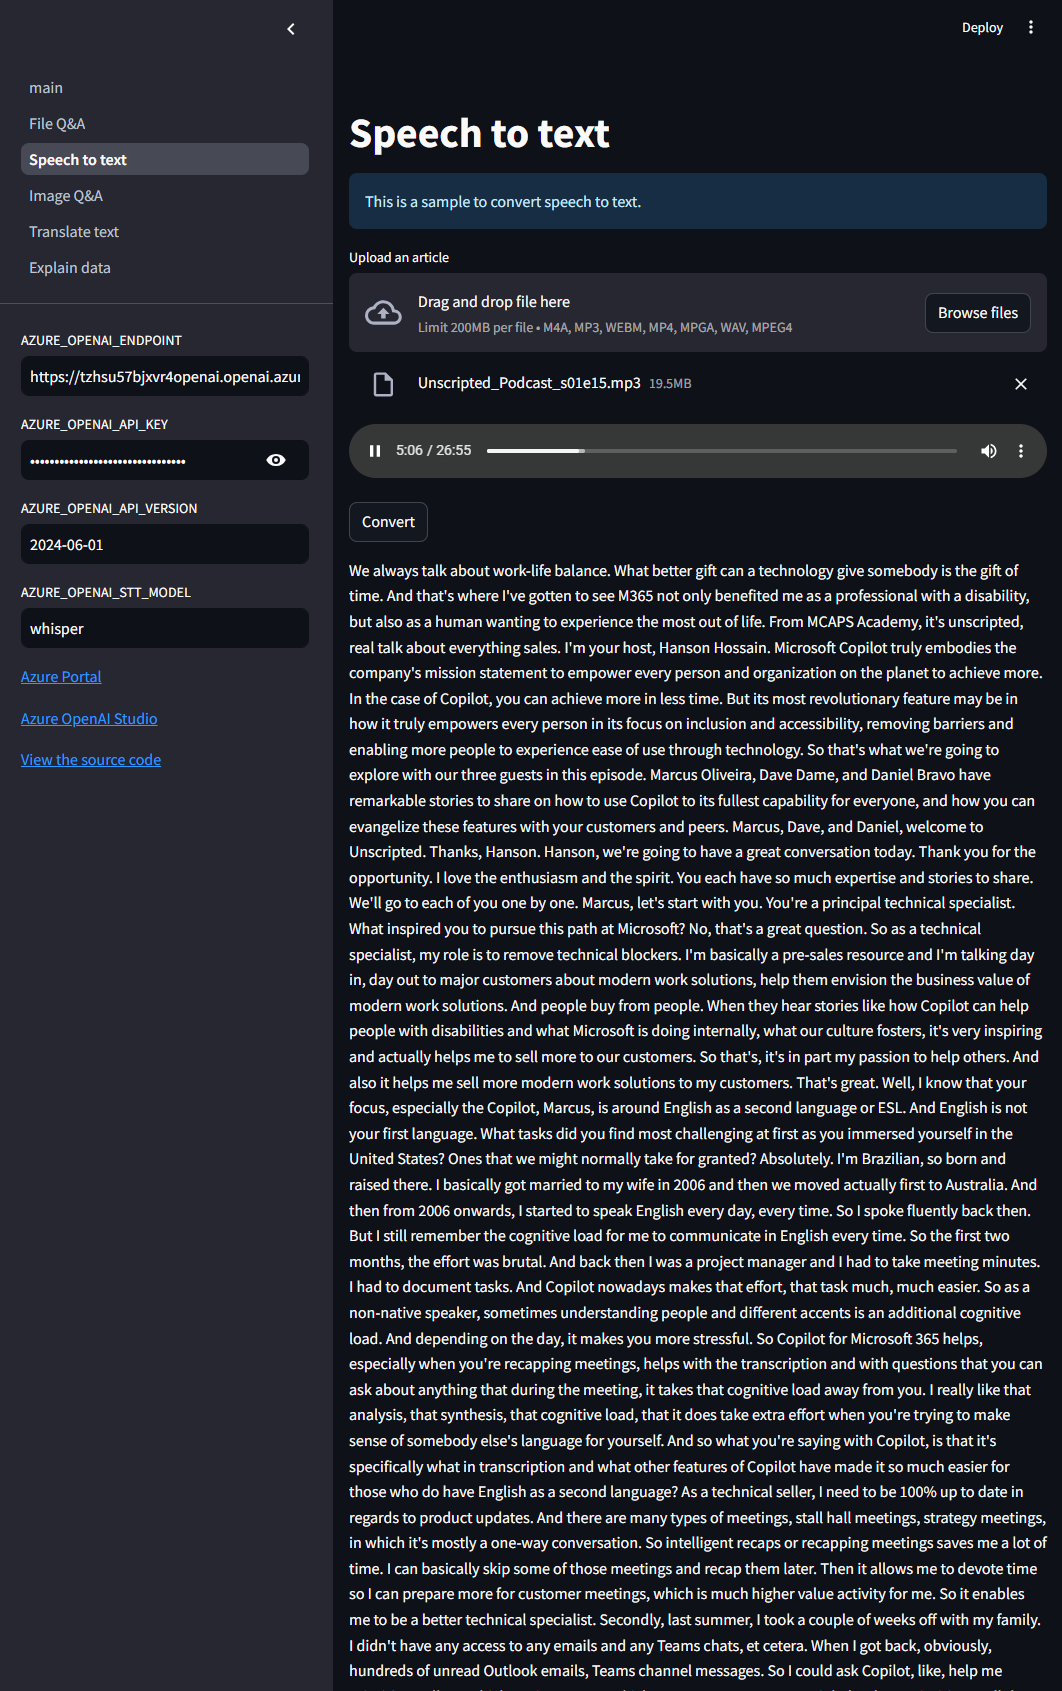 Deploy
main
File Q&A
Speech to text
Image Q&A
Translate text
Explain data
AZURE_OPENAI_ENDPOINT
https://tzhsu57bjxvr4openai.openai.azur
AZURE_OPENAI_API_KEY
••••••••••••••••••••••••••••••••
AZURE_OPENAI_API_VERSION
2024-06-01
AZURE_OPENAI_STT_MODEL
whisper
Azure Portal
Azure OpenAI Studio
View the source code
Speech to text
This is a sample to convert speech to text.
Upload an article
Drag and drop file here
Limit 200MB per file • M4A, MP3, WEBM, MP4, MPGA, WAV, MPEG4
Browse files
Unscripted_Podcast_s01e15.mp3 19.5MB
5:06 / 26:55
Convert
We always talk about work-life balance. What better gift can a technology give somebody is the gift of
time. And that's where I've gotten to see M365 not only benefited me as a professional with a disability,
but also as a human wanting to experience the most out of life. From MCAPS Academy, it's unscripted,
real talk about everything sales. I'm your host, Hanson Hossain. Microsoft Copilot truly embodies the
company's mission statement to empower every person and organization on the planet to achieve more.
In the case of Copilot, you can achieve more in less time. But its most revolutionary feature may be in
how it truly empowers every person in its focus on inclusion and accessibility, removing barriers and
enabling more people to experience ease of use through technology. So that's what we're going to
explore with our three guests in this episode. Marcus Oliveira, Dave Dame, and Daniel Bravo have
remarkable stories to share on how to use Copilot to its fullest capability for everyone, and how you can
evangelize these features with your customers and peers. Marcus, Dave, and Daniel, welcome to
Unscripted. Thanks, Hanson. Hanson, we're going to have a great conversation today. Thank you for the
opportunity. I love the enthusiasm and the spirit. You each have so much expertise and stories to share.
We'll go to each of you one by one. Marcus, let's start with you. You're a principal technical specialist.
What inspired you to pursue this path at Microsoft? No, that's a great question. So as a technical
specialist, my role is to remove technical blockers. I'm basically a pre-sales resource and I'm talking day
in, day out to major customers about modern work solutions, help them envision the business value of
modern work solutions. And people buy from people. When they hear stories like how Copilot can help
people with disabilities and what Microsoft is doing internally, what our culture fosters, it's very inspiring
and actually helps me to sell more to our customers. So that's, it's in part my passion to help others. And
also it helps me sell more modern work solutions to my customers. That's great. Well, I know that your
focus, especially the Copilot, Marcus, is around English as a second language or ESL. And English is not
your first language. What tasks did you find most challenging at first as you immersed yourself in the
United States? Ones that we might normally take for granted? Absolutely. I'm Brazilian, so born and
raised there. I basically got married to my wife in 2006 and then we moved actually first to Australia. And
then from 2006 onwards, I started to speak English every day, every time. So I spoke fluently back then.
But I still remember the cognitive load for me to communicate in English every time. So the first two
months, the effort was brutal. And back then I was a project manager and I had to take meeting minutes.
I had to document tasks. And Copilot nowadays makes that effort, that task much, much easier. So as a
non-native speaker, sometimes understanding people and different accents is an additional cognitive
load. And depending on the day, it makes you more stressful. So Copilot for Microsoft 365 helps,
especially when you're recapping meetings, helps with the transcription and with questions that you can
ask about anything that during the meeting, it takes that cognitive load away from you. I really like that
analysis, that synthesis, that cognitive load, that it does take extra effort when you're trying to make
sense of somebody else's language for yourself. And so what you're saying with Copilot, is that it's
specifically what in transcription and what other features of Copilot have made it so much easier for
those who do have English as a second language? As a technical seller, I need to be 100% up to date in
regards to product updates. And there are many types of meetings, stall hall meetings, strategy meetings,
in which it's mostly a one-way conversation. So intelligent recaps or recapping meetings saves me a lot of
time. I can basically skip some of those meetings and recap them later. Then it allows me to devote time
so I can prepare more for customer meetings, which is much higher value activity for me. So it enables
me to be a better technical specialist. Secondly, last summer, I took a couple of weeks off with my family.
I didn't have any access to any emails and any Teams chats, et cetera. When I got back, obviously,
hundreds of unread Outlook emails, Teams channel messages. So I could ask Copilot, like, help me